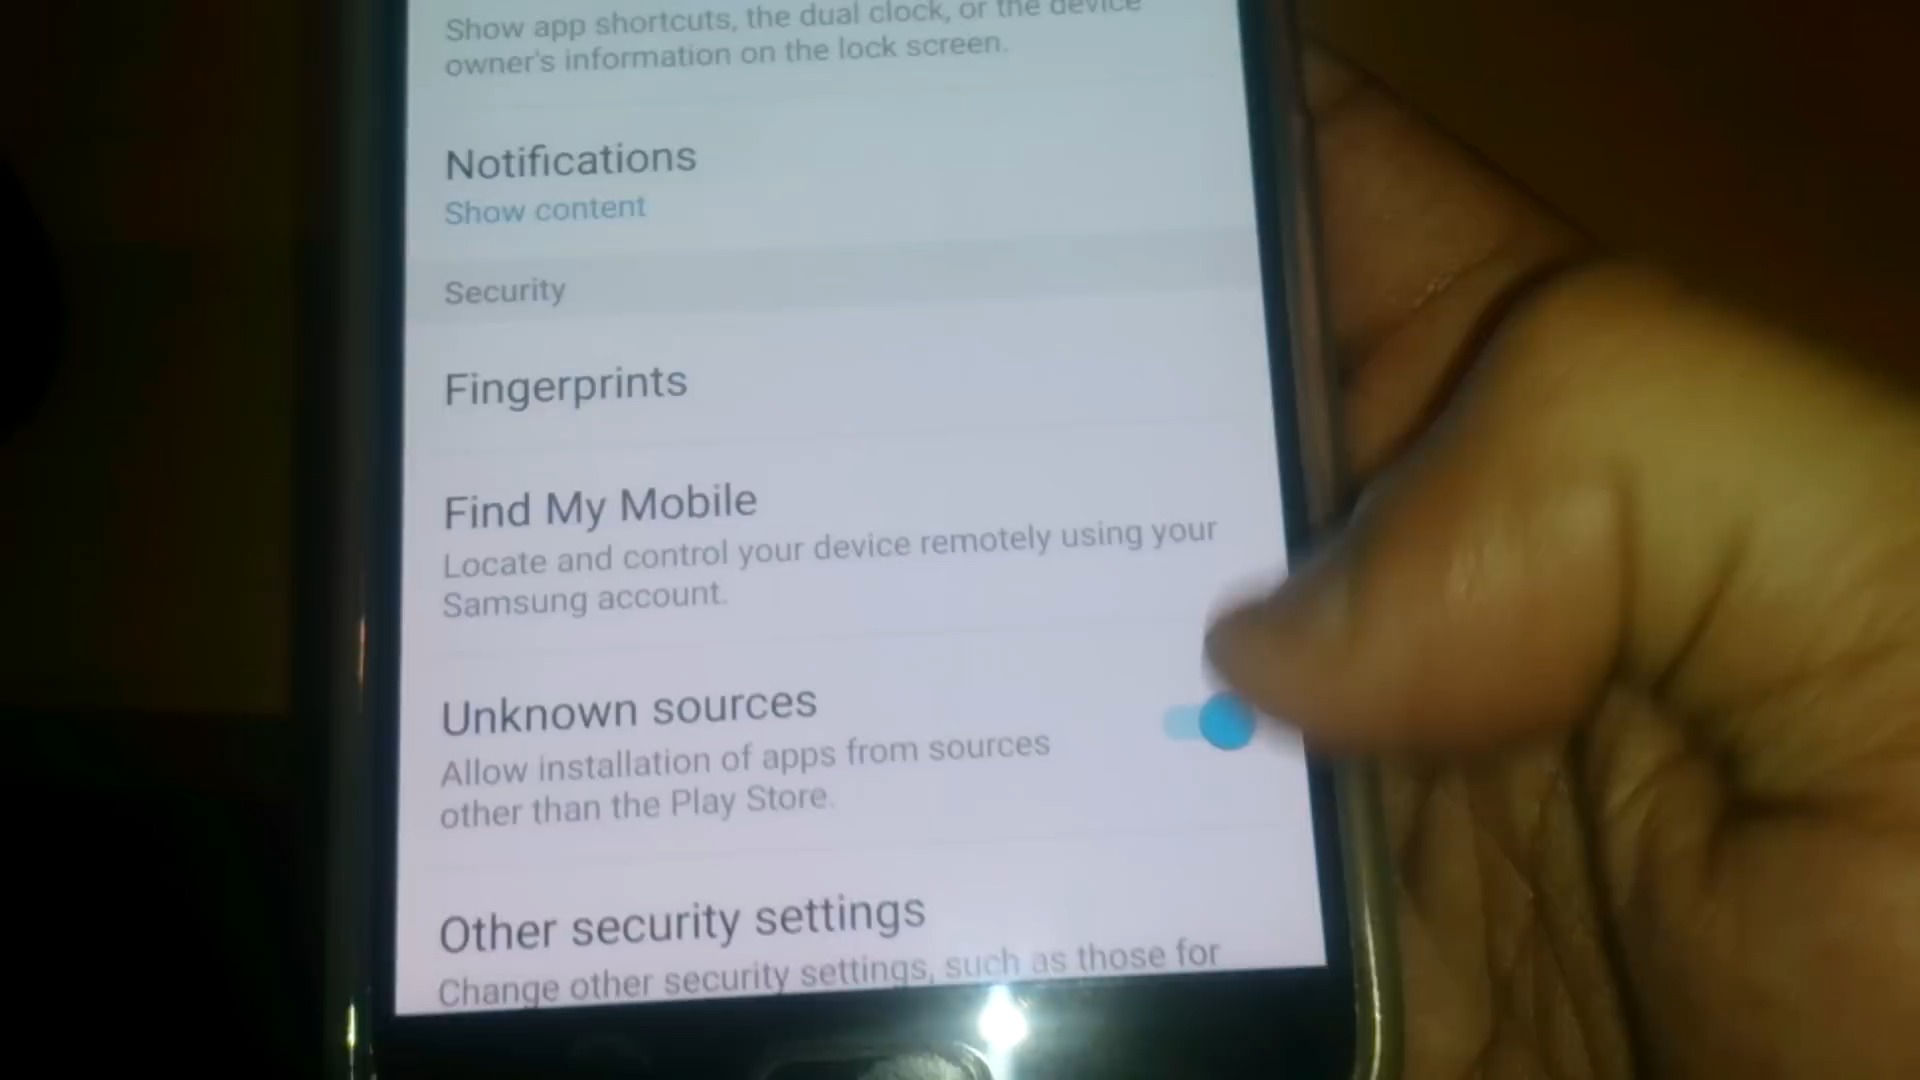 Show app shortcuts, the dual clock, or the device
owner's information on the lock screen.
Notifications
Show content
Security
Fingerprints
Find My Mobile
Locate and control your device remotely using your
Samsung account.
Unknown sources
Allow installation of apps from sources
other than the Play Store.
Other security settings
Change other security settings, such as those for